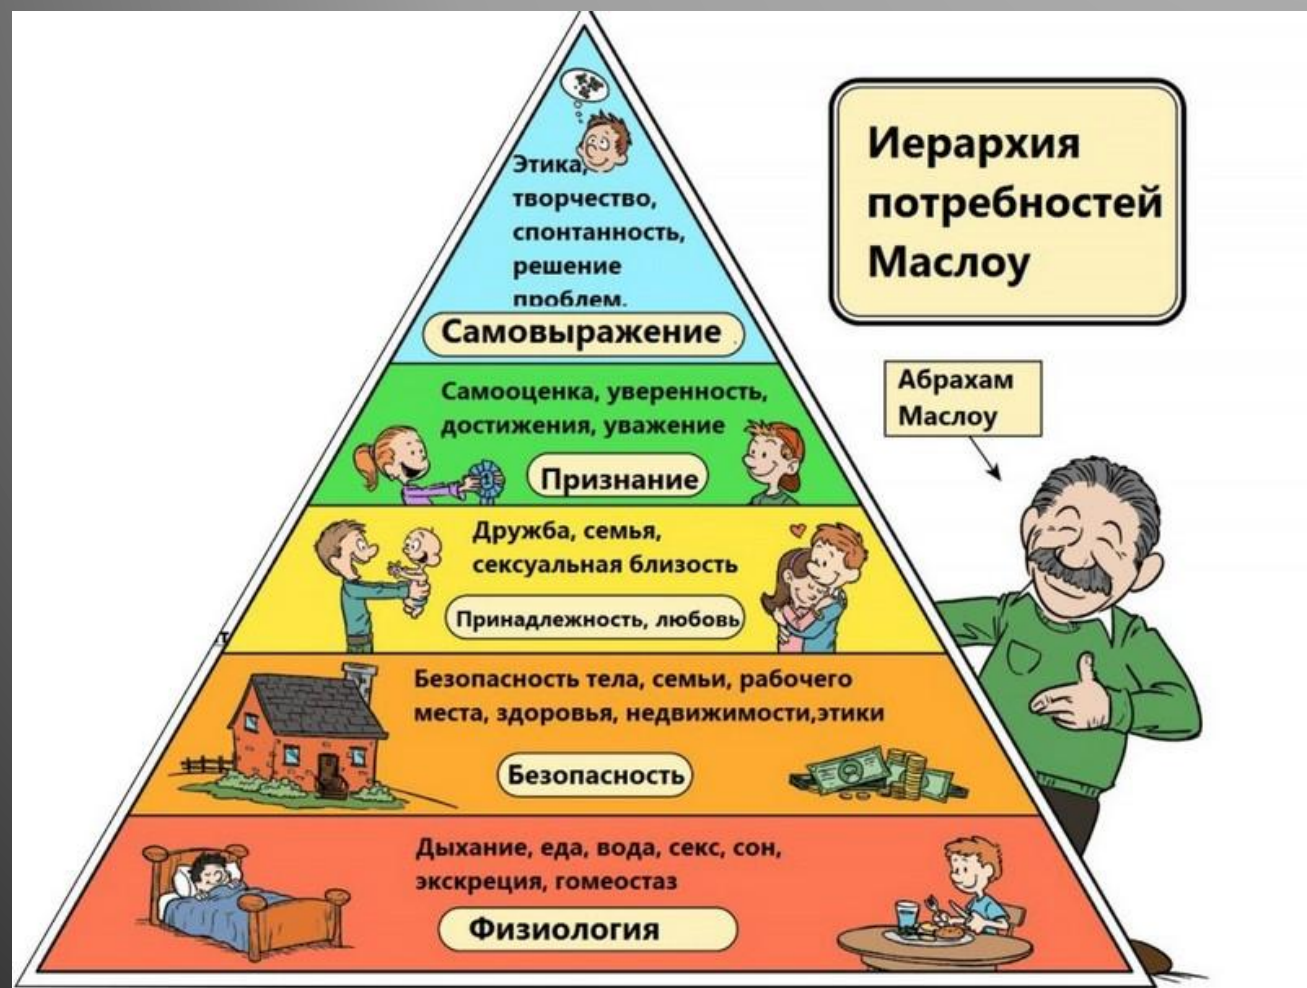 Иерархия
потребностей
Маслоу
Абрахам
Маслоу
Этика,
творчество,
спонтанность,
решение
проблем.
Самовыражение
Самооценка, уверенность,
достижения, уважение
Признание
Дружба, семья,
сексуальная близость
Принадлежность, любовь
Безопасность тела, семьи, рабочего
места, здоровья, недвижимости,этики
Безопасность
Дыхание, еда, вода, секс, сон,
экскреция, гомеостаз
Физиология